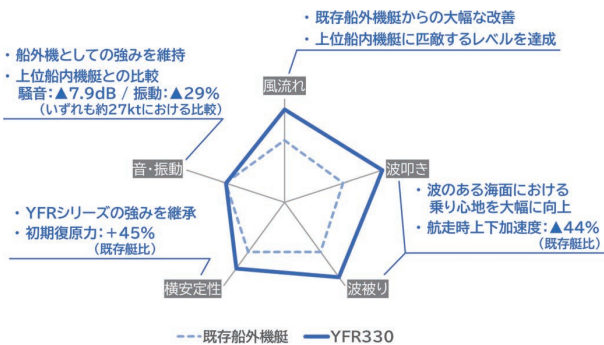 ・既存船外機艇からの大幅な改善
・上位船内機艇に匹敵するレベルを達成
・船外機としての強みを維持
・上位船内機艇との比較
騒音：▲7.9dB / 振動：▲29%
（いずれも約27ktにおける比較）
風流れ
音・振動
波叩き
・波のある海面における
乗り心地を大幅に向上
・航走時上下加速度：▲44%
（既存艇比）
・YFRシリーズの強みを継承
・初期復原力：+45%
（既存艇比）
横安定性
波被り
既存船外機艇
YFR330